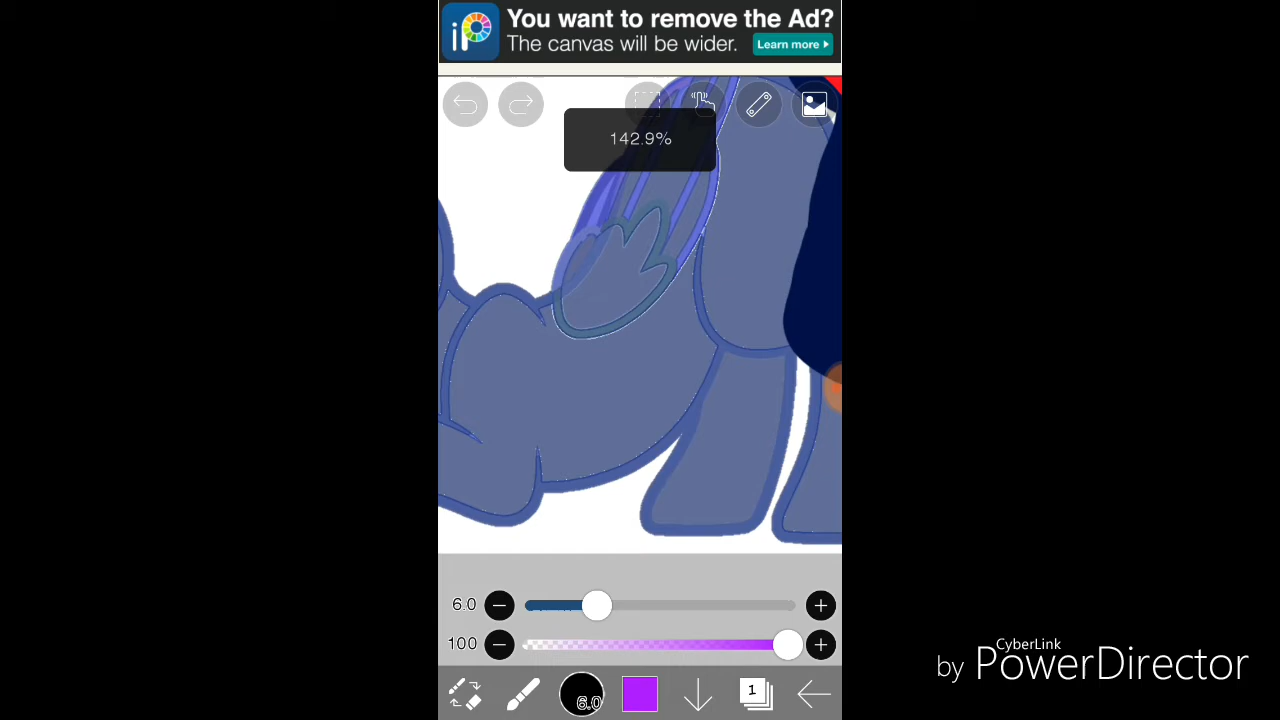 iP
You want to remove the Ad?
The canvas will be wider.
Learn more
142.9%
6.0
100
6.0
1
CyberLink
by PowerDirector